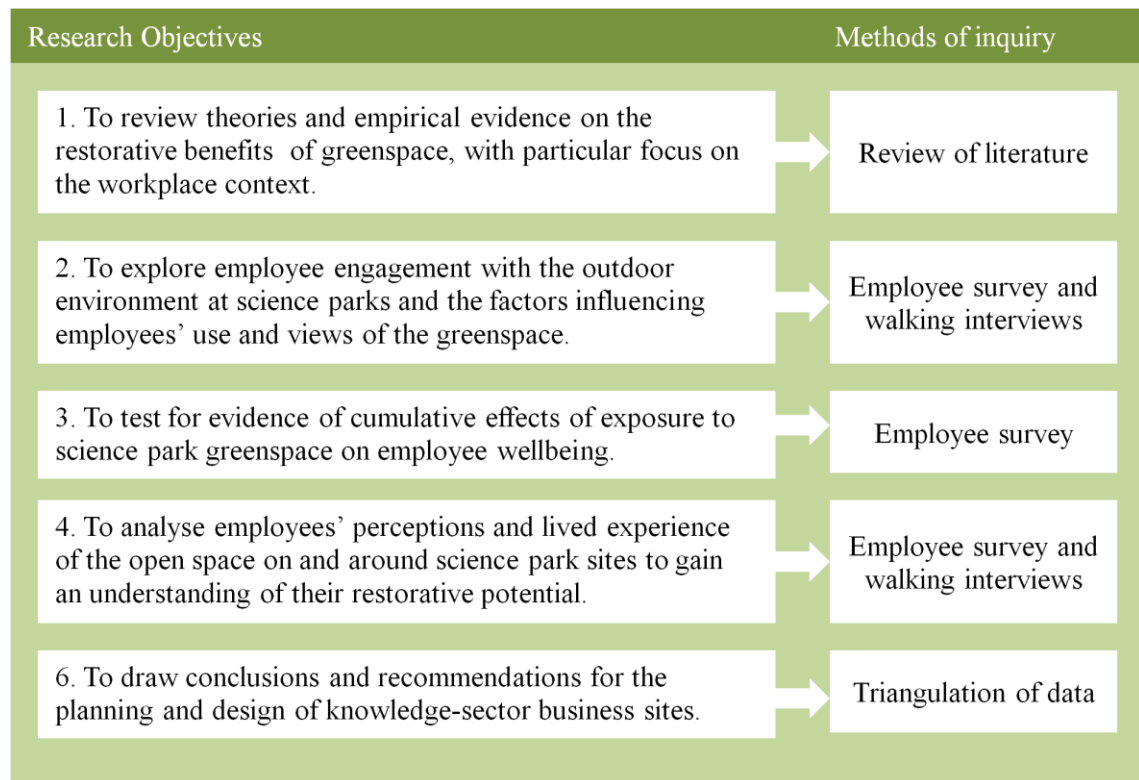 Research Objectives
Methods of inquiry
1. To review theories and empirical evidence on the
restorative benefits of greenspace, with particular focus on
the workplace context.
Review of literature
2. To explore employee engagement with the outdoor
environment at science parks and the factors influencing
employees’ use and views of the greenspace.
Employee survey and
walking interviews
3. To test for evidence of cumulative effects of exposure to
science park greenspace on employee wellbeing.
Employee survey
4. To analyse employees’ perceptions and lived experience
of the open space on and around science park sites to gain
an understanding of their restorative potential.
Employee survey and
walking interviews
6. To draw conclusions and recommendations for the
planning and design of knowledge-sector business sites.
Triangulation of data